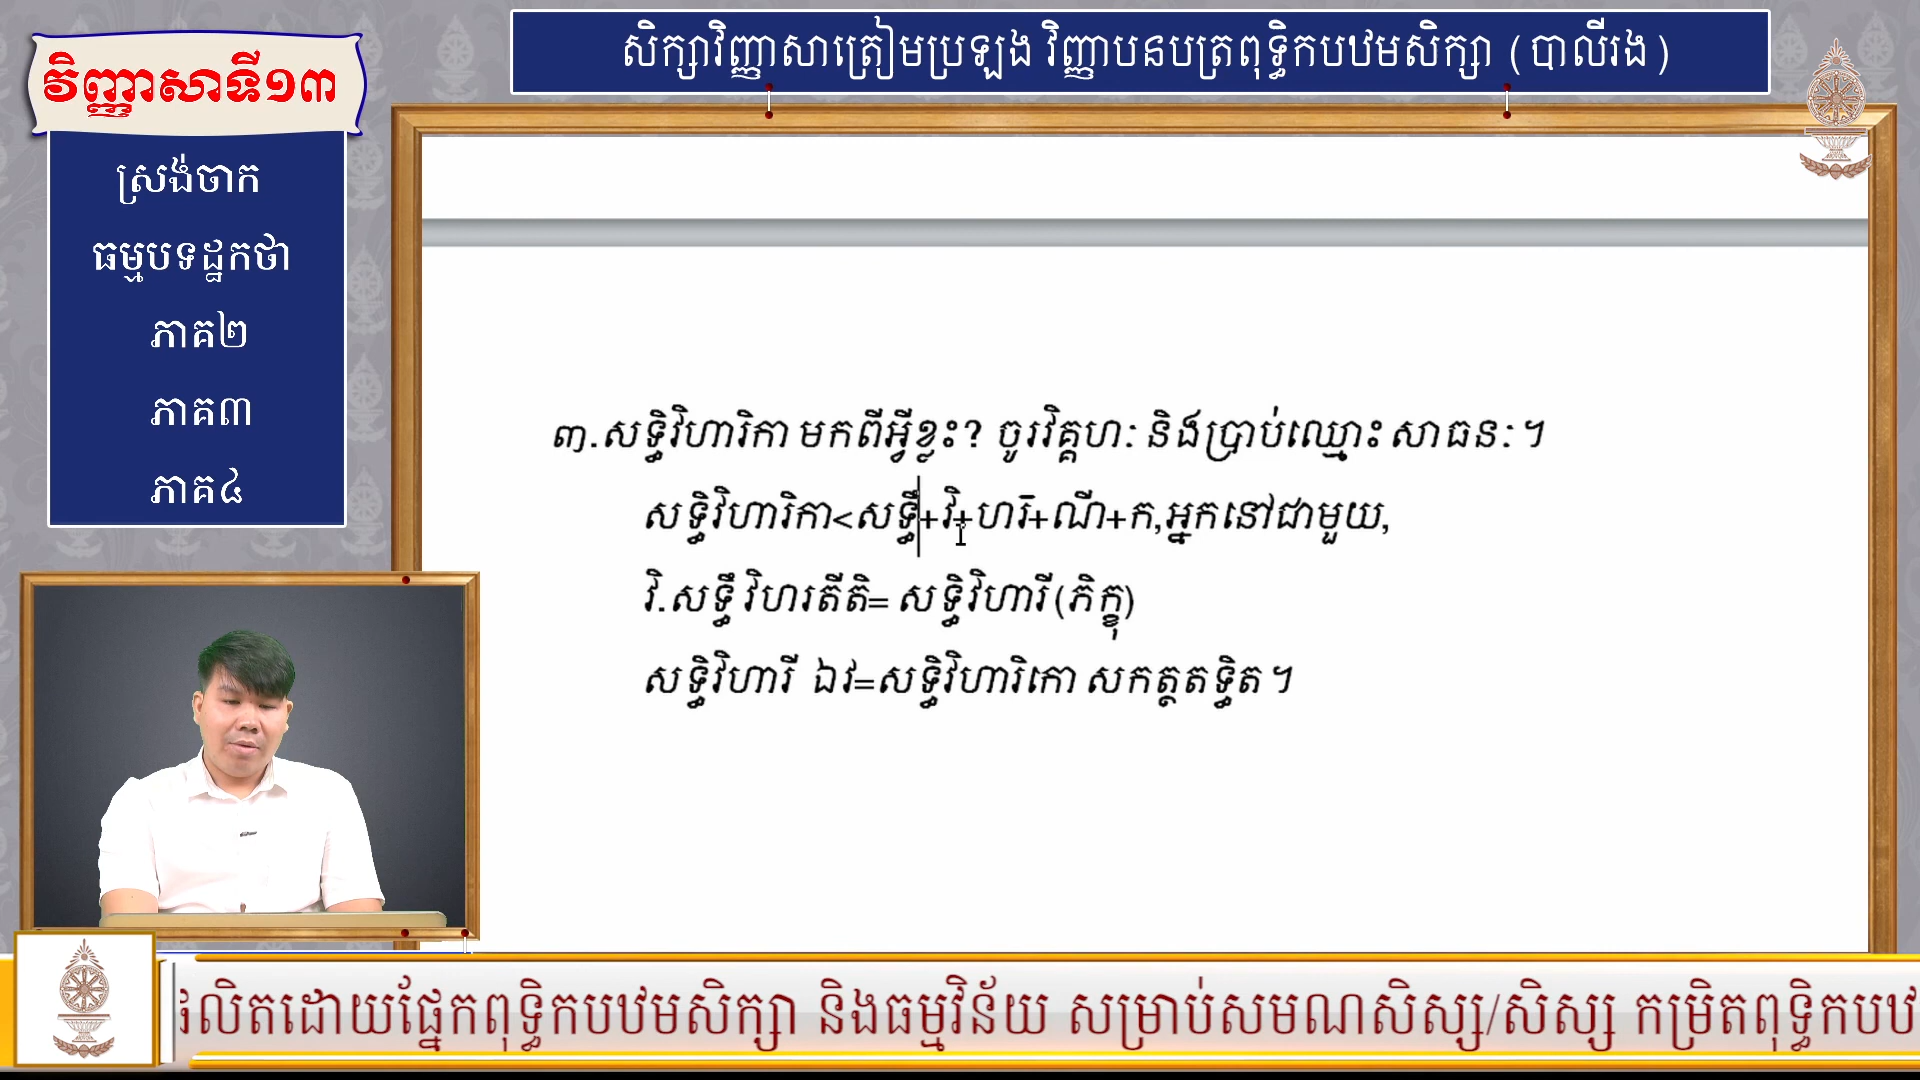 សិក្សាវិញ្ញាសាត្រៀមប្រឡង វិញ្ញាបនបត្រពុទ្ធិកបឋមសិក្សា (បាលីរង)
វិញ្ញាសាទី១៣
ស្រង់ចាក
ធម្មបទដ្ឋកថា
ភាគ២
ភាគ៣
ភាគ៤
៣.សទ្ធិវិហារិកា មកពីអ្វីខ្លះ? ចូរវិគ្គហៈ និងប្រាប់ឈ្មោះ សាធនៈ។
សទ្ធិវិហារិកា<សទ្ធឹ+វិ+ហរ៑+ណី+ក,អ្នកនៅជាមួយ,
វិ.សទ្ធឹ វិហរតីតិ= សទ្ធិវិហារី(ភិក្ខុ)
សទ្ធិវិហារី ឯវ=សទ្ធិវិហារិកោ សកត្ថតទ្ធិត។
ផលិតដោយផ្នែកពុទ្ធិកបឋមសិក្សា និងធម្មវិន័យ សម្រាប់សមណសិស្ស/សិស្ស កម្រិតពុទ្ធិកបឋ